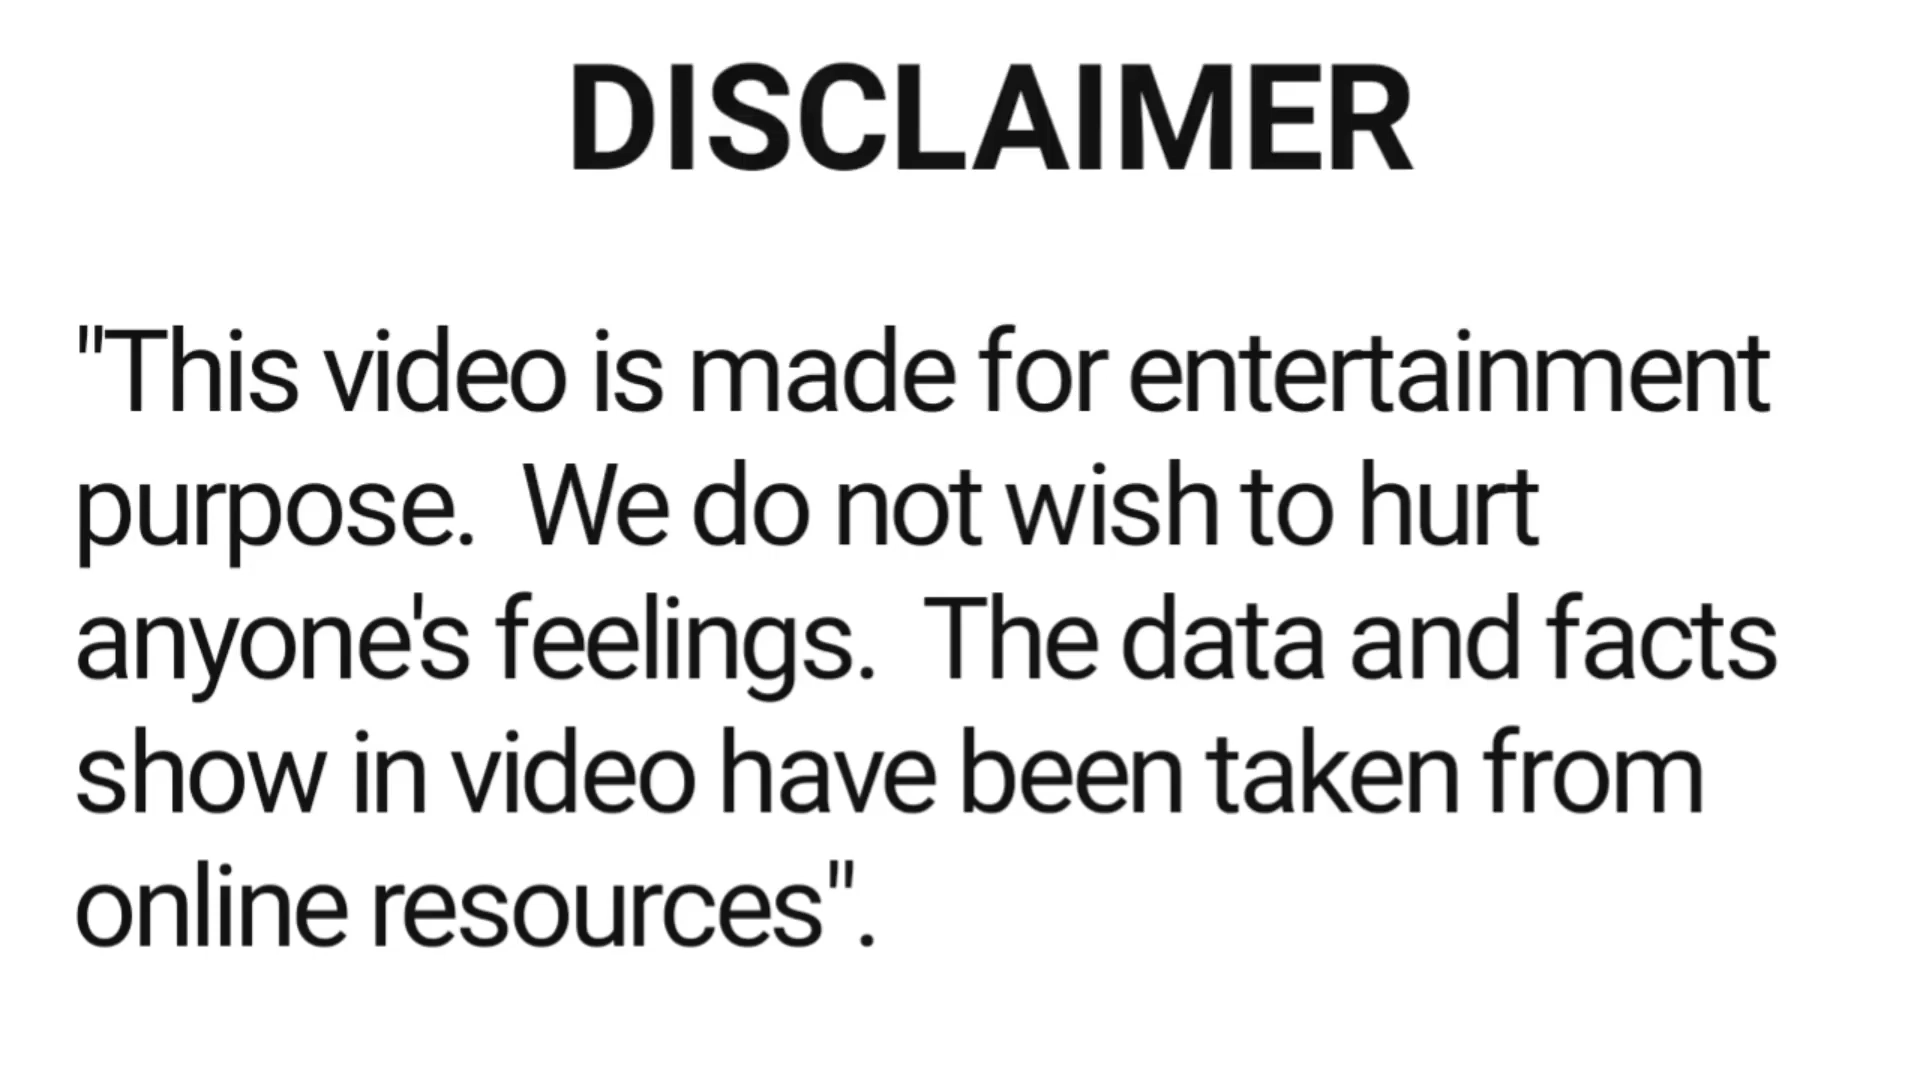 DISCLAIMER
"This video is made for entertainment
purpose.  We do not wish to hurt
anyone's feelings.  The data and facts
show in video have been taken from
online resources".